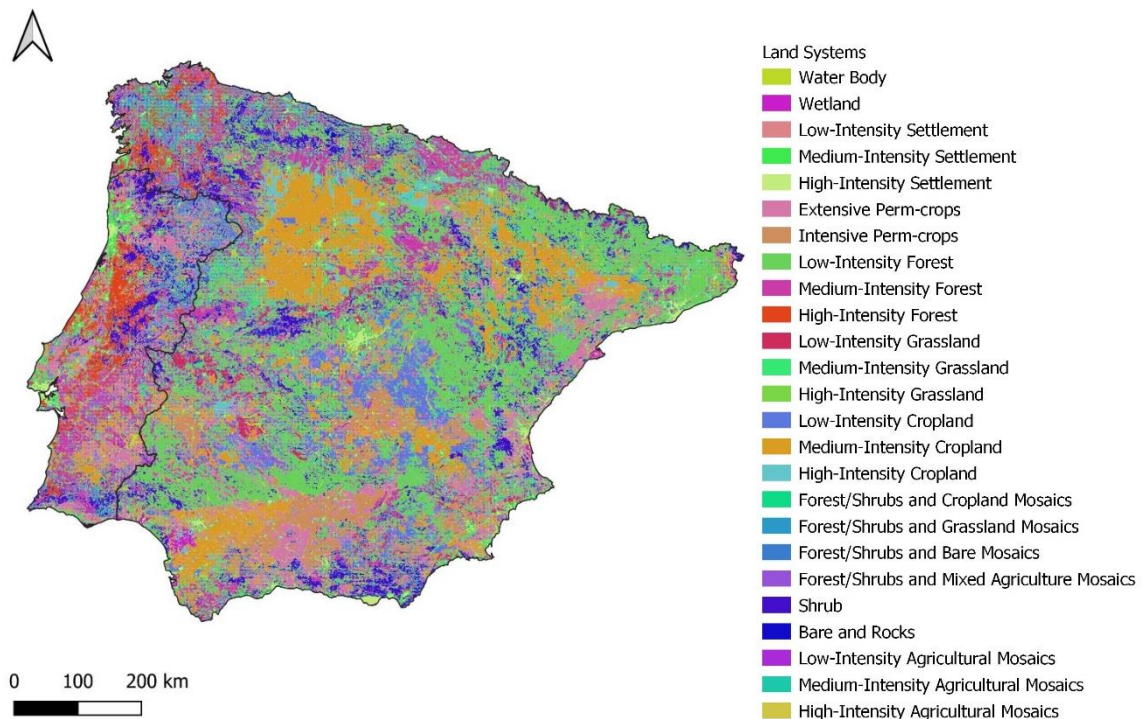 Land Systems
Water Body
Wetland
Low-Intensity Settlement
Medium-Intensity Settlement
High-Intensity Settlement
Extensive Perm-crops
Intensive Perm-crops
Low-Intensity Forest
Medium-Intensity Forest
High-Intensity Forest
Low-Intensity Grassland
Medium-Intensity Grassland
High-Intensity Grassland
Low-Intensity Cropland
Medium-Intensity Cropland
High-Intensity Cropland
Forest/Shrubs and Cropland Mosaics
Forest/Shrubs and Grassland Mosaics
Forest/Shrubs and Bare Mosaics
Forest/Shrubs and Mixed Agriculture Mosaics
Shrub
Bare and Rocks
Low-Intensity Agricultural Mosaics
Medium-Intensity Agricultural Mosaics
High-Intensity Agricultural Mosaics
0 100 200 km